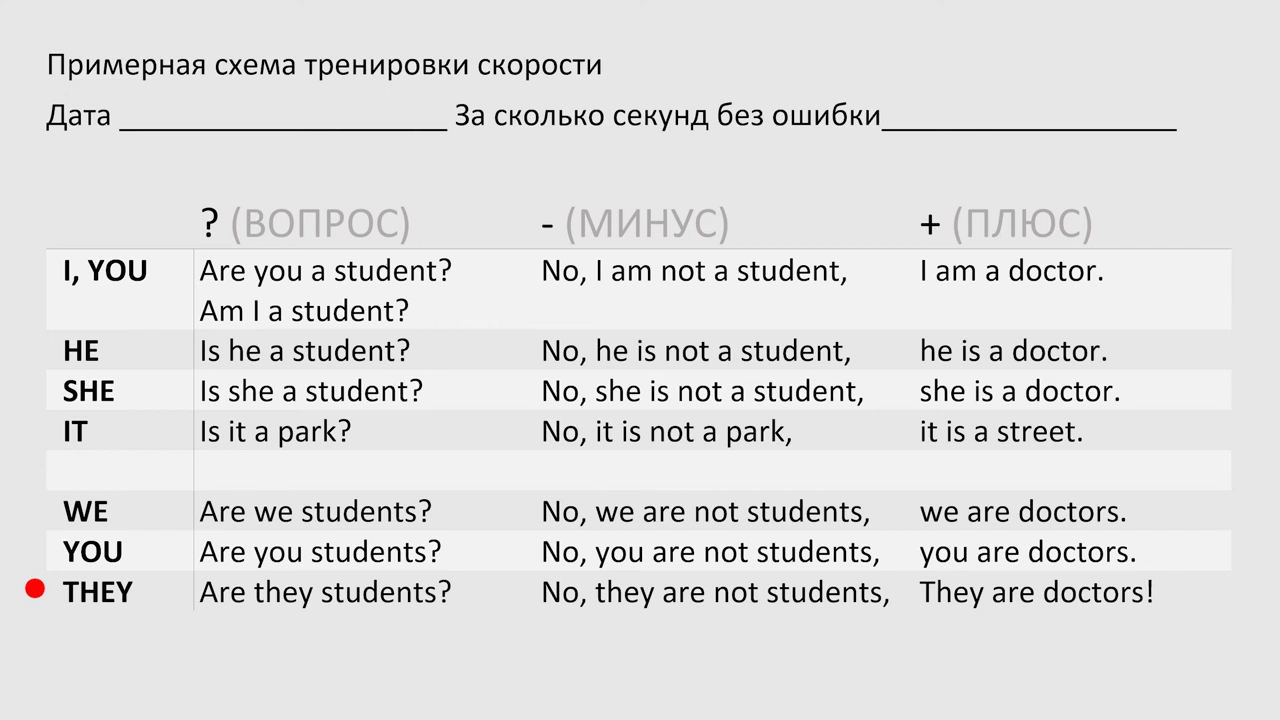 Примерная схема тренировки скорости
Дата ____________________ За сколько секунд без ошибки__________________
? (ВОПРОС) - (МИНУС) + (ПЛЮС)
I, YOU Are you a student? No, I am not a student, I am a doctor.
Am I a student?
HE Is he a student? No, he is not a student, he is a doctor.
SHE Is she a student? No, she is not a student, she is a doctor.
IT Is it a park? No, it is not a park, it is a street.
WE Are we students? No, we are not students, we are doctors.
YOU Are you students? No, you are not students, you are doctors.
THEY Are they students? No, they are not students, They are doctors!